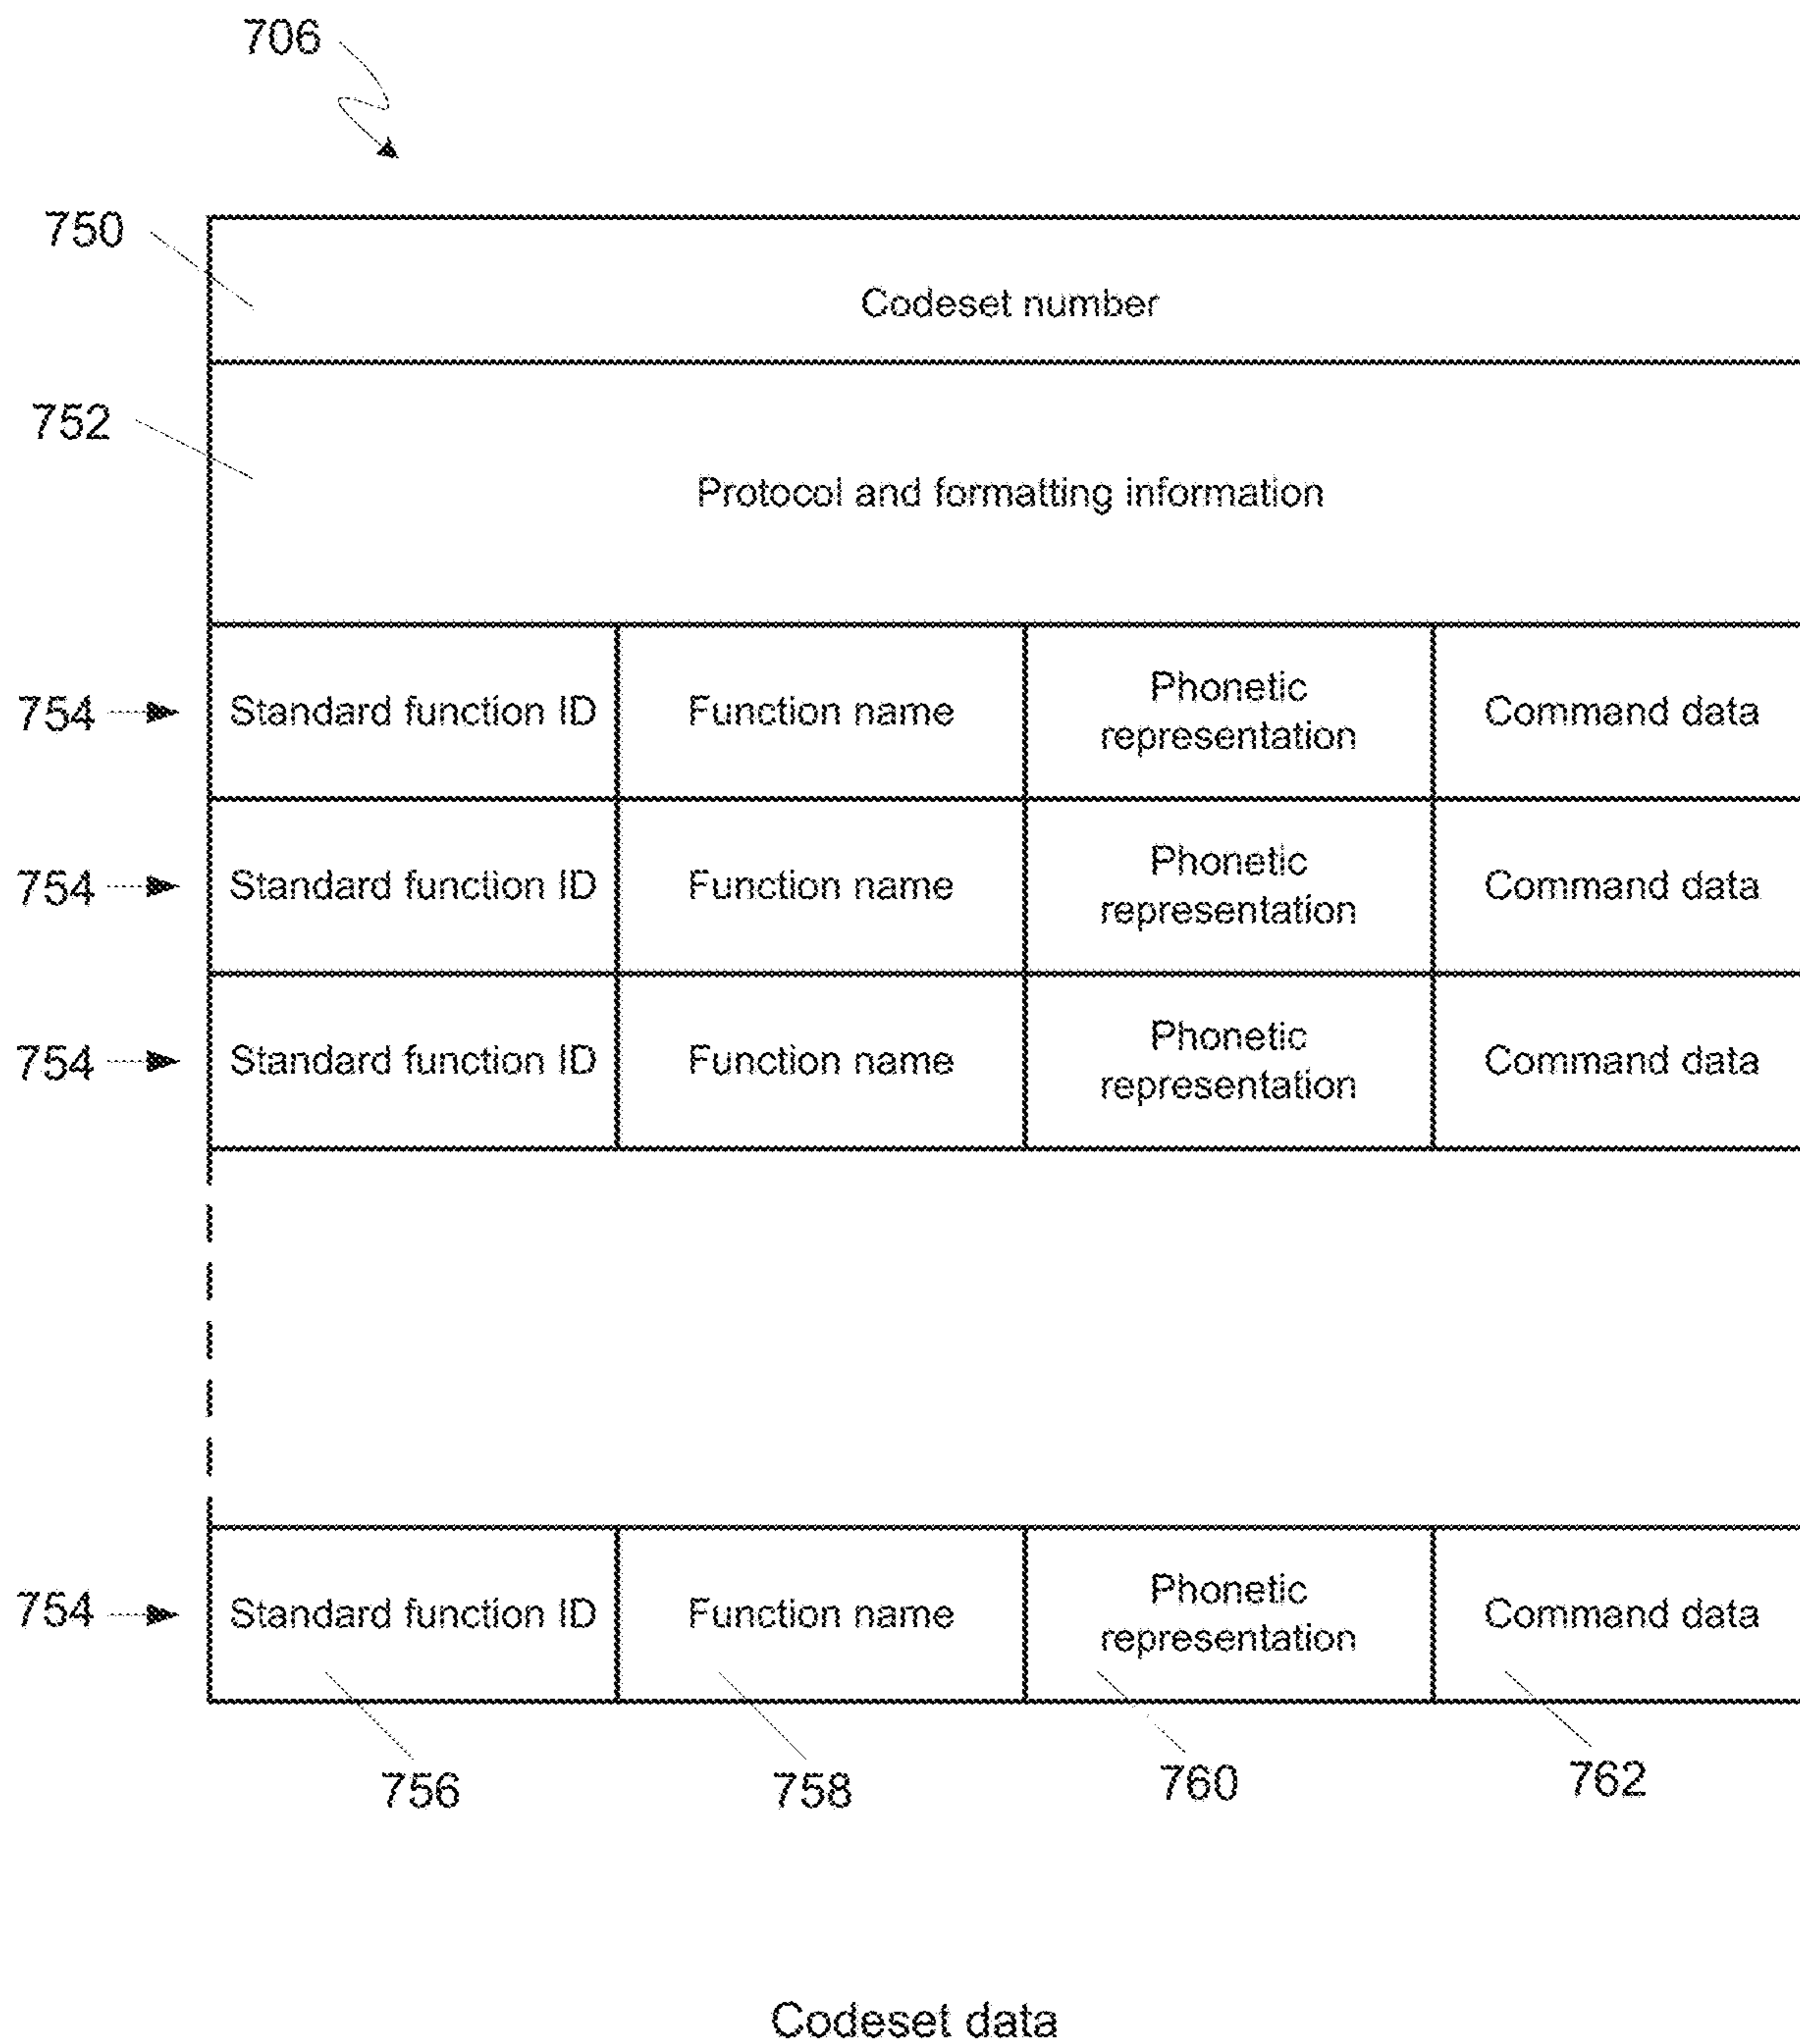 706
750
Codeset number
752
Protocol and formatting information
754 Standard function ID Function name Phonetic representation Command data
754 Standard function ID Function name Phonetic representation Command data
754 Standard function ID Function name Phonetic representation Command data
754 Standard function ID Function name Phonetic representation Command data
756 758 760 762
Codeset data